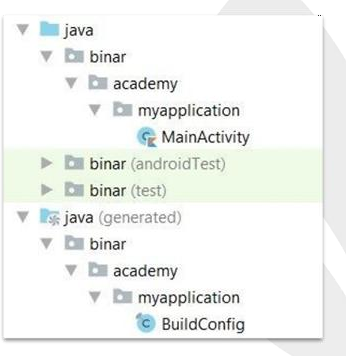 java
binar
academy
myapplication
MainActivity
binar (androidTest)
binar (test)
java (generated)
binar
academy
myapplication
BuildConfig